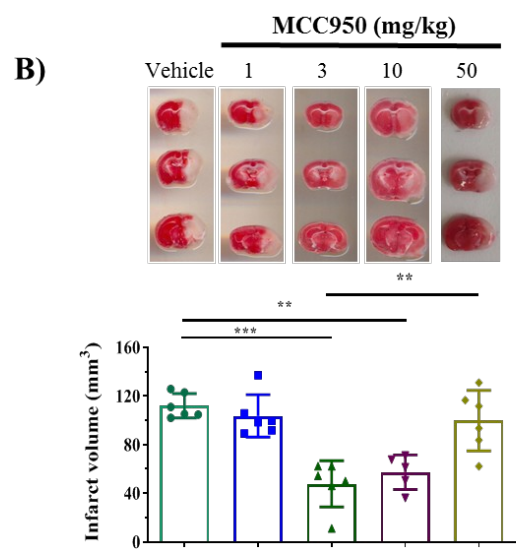 MCC950 (mg/kg)
B)
Vehicle 1 3 10 50
**
**
***
Infarct volume (mm³)
160
120
80
40
0